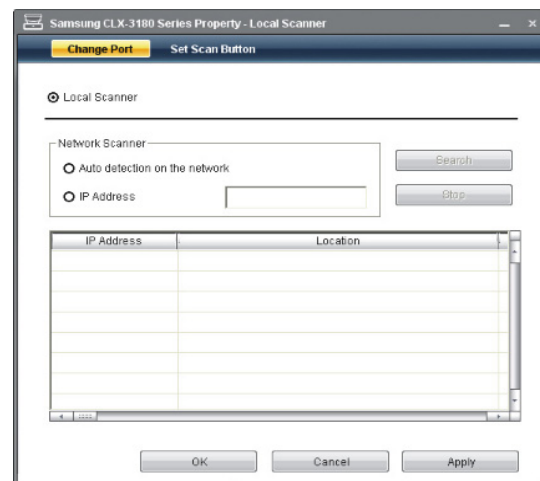 Samsung CLX-3180 Series Property - Local Scanner
Change Port Set Scan Button
Local Scanner
Network Scanner
Auto detection on the network
Search
IP Address
Stop
IP Address Location
OK Cancel Apply